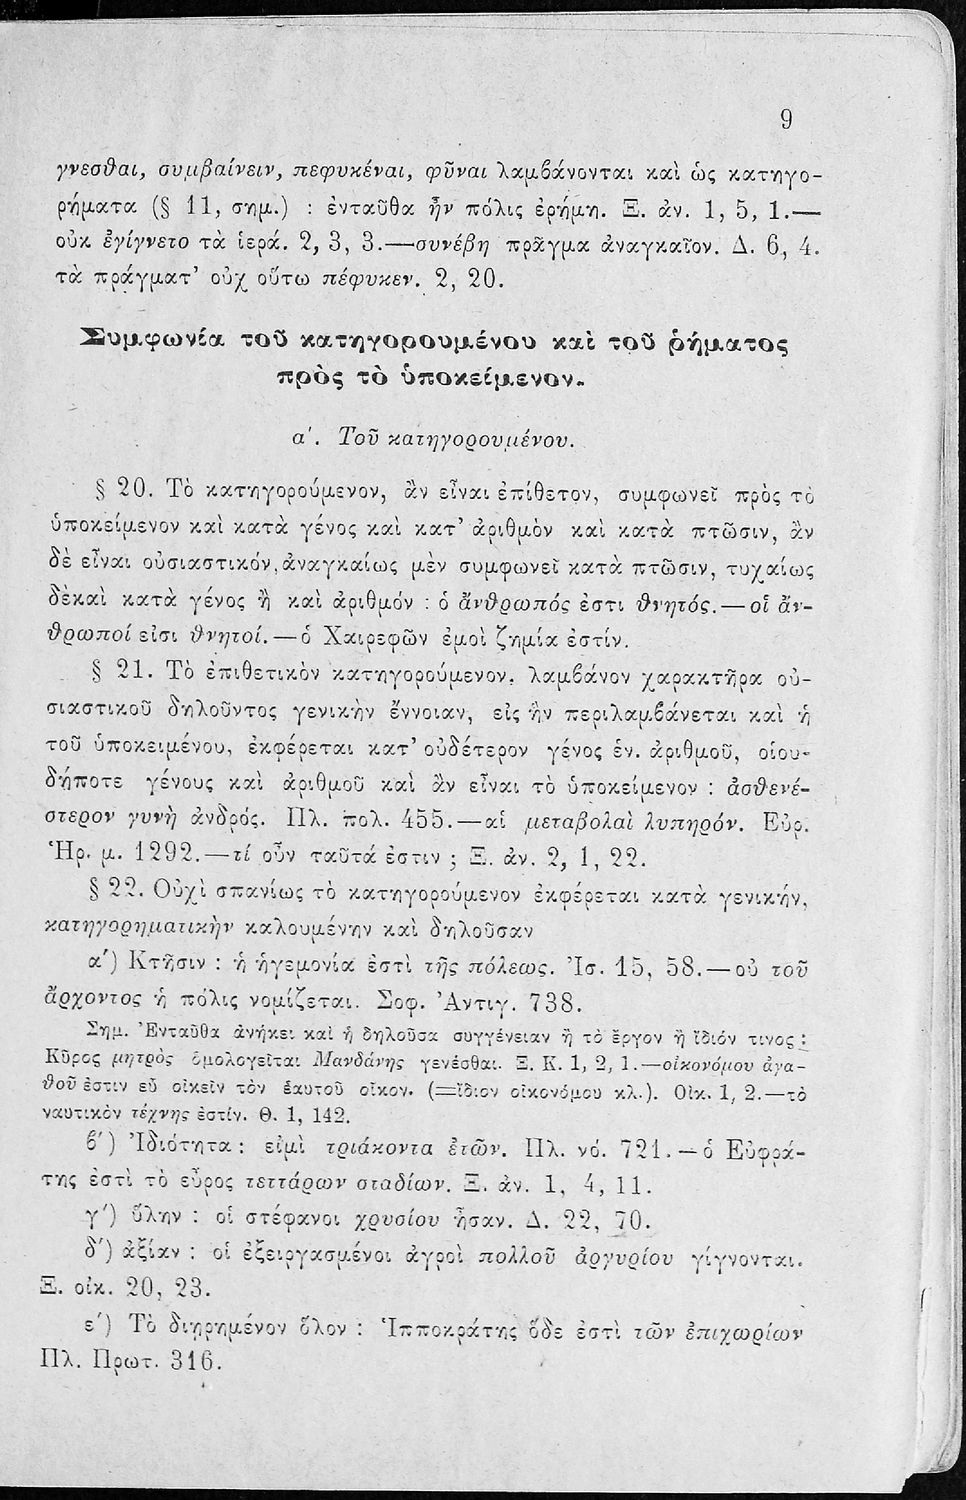 9
γνεσθαι, συμβαίνειν, πεφυκέναι, φῦναι λαμβάνονται καὶ ὡς κατηγο-
ρήματα (§ 11, σημ.) : ἐνταῦθα ἦν πόλις ἐρήμη. Ξ. ἀν. 1, 5, 1.—
οὐκ ἐγίγνετο τὰ ἱερά. 2, 3, 3.—συνέβη πρᾶγμα ἀναγκαῖον. Δ. 6, 4.
τὰ πράγματ’ οὐχ οὕτω πέφυκεν. 2, 20.
Συμφωνία τοῦ κατηγορουμένου καὶ τοῦ ῥήματος
πρὸς τὸ ὑποκείμενον.
α'. Τοῦ κατηγορουμένου.
§ 20. Τὸ κατηγορούμενον, ἂν εἶναι ἐπίθετον, συμφωνεῖ πρὸς τὸ
ὑποκείμενον καὶ κατὰ γένος καὶ κατ’ ἀριθμὸν καὶ κατὰ πτῶσιν, ἂν
δὲ εἶναι οὐσιαστικόν, ἀναγκαίως μὲν συμφωνεῖ κατὰ πτῶσιν, τυχαίως
δὲ καὶ κατὰ γένος ἢ καὶ ἀριθμόν : ὁ ἄνθρωπός ἐστι θνητός.—οἱ ἄν-
θρωποί εἰσι θνητοί.—ὁ Χαιρεφῶν ἐμοὶ ζημία ἐστίν.
§ 21. Τὸ ἐπιθετικὸν κατηγορούμενον, λαμβάνον χαρακτῆρα οὐ-
σιαστικοῦ δηλοῦντος γενικὴν ἔννοιαν, εἰς ἣν περιλαμβάνεται καὶ ἡ
τοῦ ὑποκειμένου, ἐκφέρεται κατ’ οὐδέτερον γένος ἑν. ἀριθμοῦ, οἱου-
δήποτε γένους καὶ ἀριθμοῦ καὶ ἂν εἶναι τὸ ὑποκείμενον : ἀσθενέ-
στερον γυνὴ ἀνδρός. Πλ. πολ. 455.—αἱ μεταβολαὶ λυπηρόν. Εὐρ.
Ἡρ. μ. 1292.—τί οὖν ταῦτά ἐστιν ; Ξ. ἀν. 2, 1, 22.
§ 22. Οὐχὶ σπανίως τὸ κατηγορούμενον ἐκφέρεται κατὰ γενικήν,
κατηγορηματικὴν καλουμένην καὶ δηλοῦσαν
α') Κτῆσιν : ἡ ἡγεμονία ἐστὶ τῆς πόλεως. Ἰσ. 15, 58.—οὐ τοῦ
ἄρχοντος ἡ πόλις νομίζεται. Σοφ. Ἀντιγ. 738.
Σημ. Ἐνταῦθα ἀνήκει καὶ ἡ δηλοῦσα συγγένειαν ἢ τὸ ἔργον ἢ ἴδιόν τινος :
Κῦρος μητρὸς ὁμολογεῖται Μανδάνης γενέσθαι. Ξ. Κ. 1, 2, 1.—οἰκονόμου ἀγα-
θοῦ ἐστιν εὖ οἰκεῖν τὸν ἑαυτοῦ οἶκον. (=ἴδιον οἰκονόμου κλ.). Οἰκ. 1, 2.—τὸ
ναυτικὸν τέχνης ἐστίν. Θ. 1, 142.
β') Ἰδιότητα : εἰμὶ τριάκοντα ἐτῶν. Πλ. νό. 721.—ὁ Εὐφρά-
της ἐστὶ τὸ εὖρος τεττάρων σταδίων. Ξ. ἀν. 1, 4, 11.
γ') ὕλην : οἱ στέφανοι χρυσίου ἦσαν. Δ. 22, 70.
δ') ἀξίαν : οἱ ἐξειργασμένοι ἀγροὶ πολλοῦ ἀργυρίου γίγνονται.
Ξ. οἰκ. 20, 23.
ε') Τὸ διῃρημένον ὅλον : Ἱπποκράτης ὅδε ἐστὶ τῶν ἐπιχωρίων
Πλ. Πρωτ. 316.